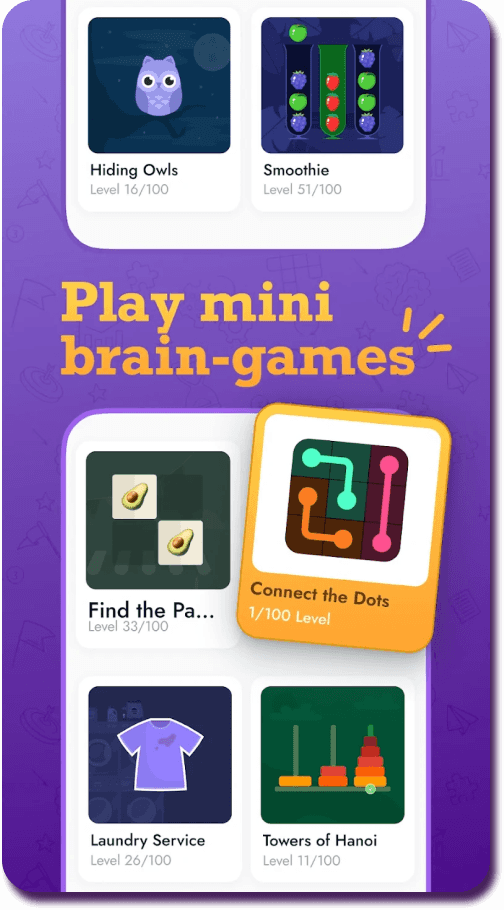 Hiding Owls
Level 16/100
Smoothie
Level 51/100
Play mini
brain-games
Find the Pa...
Level 33/100
Connect the Dots
1/100 Level
Laundry Service
Level 26/100
Towers of Hanoi
Level 11/100